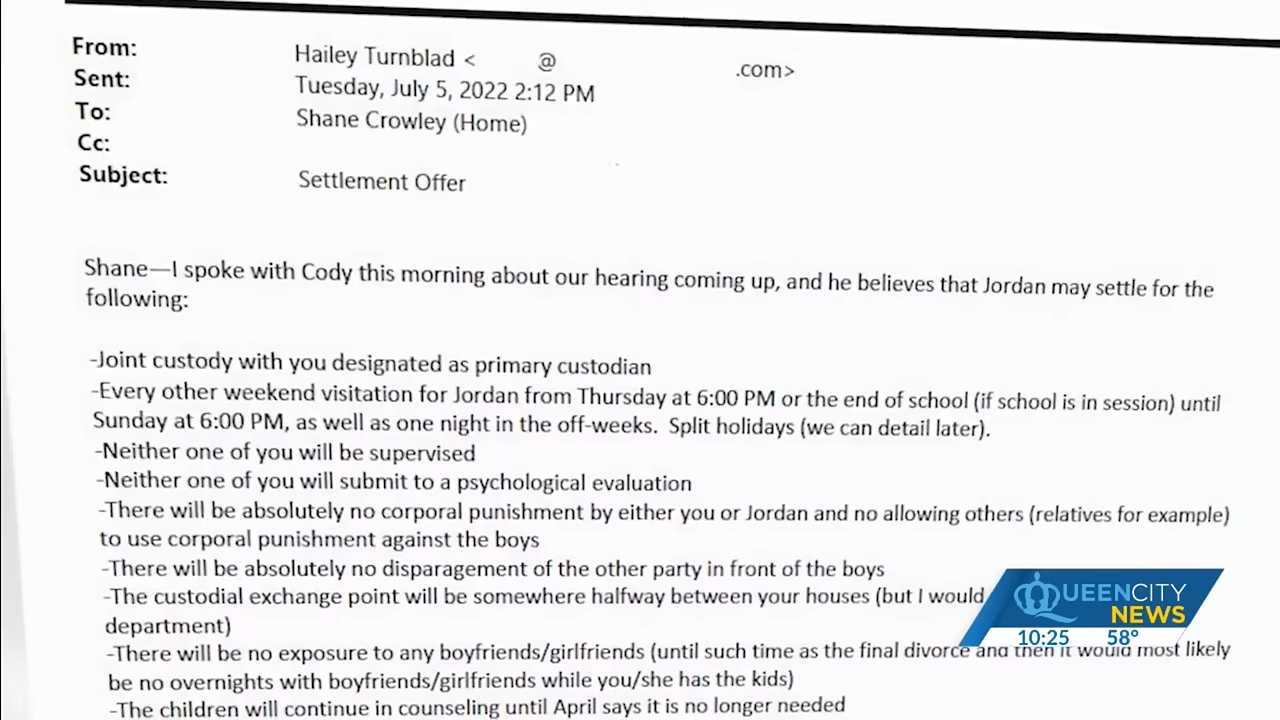 From: Hailey Turnblad < @ .com>
Sent: Tuesday, July 5, 2022 2:12 PM
To: Shane Crowley (Home)
Cc:
Subject: Settlement Offer
Shane—I spoke with Cody this morning about our hearing coming up, and he believes that Jordan may settle for the
following:
-Joint custody with you designated as primary custodian
-Every other weekend visitation for Jordan from Thursday at 6:00 PM or the end of school (if school is in session) until
Sunday at 6:00 PM, as well as one night in the off-weeks. Split holidays (we can detail later).
-Neither one of you will be supervised
-Neither one of you will submit to a psychological evaluation
-There will be absolutely no corporal punishment by either you or Jordan and no allowing others (relatives for example)
to use corporal punishment against the boys
-There will be absolutely no disparagement of the other party in front of the boys
-The custodial exchange point will be somewhere halfway between your houses (but I would
department)
-There will be no exposure to any boyfriends/girlfriends (until such time as the final divorce and then it would most likely
be no overnights with boyfriends/girlfriends while you/she has the kids)
-The children will continue in counseling until April says it is no longer needed
QUEEN CITY
NEWS
10:25 58°